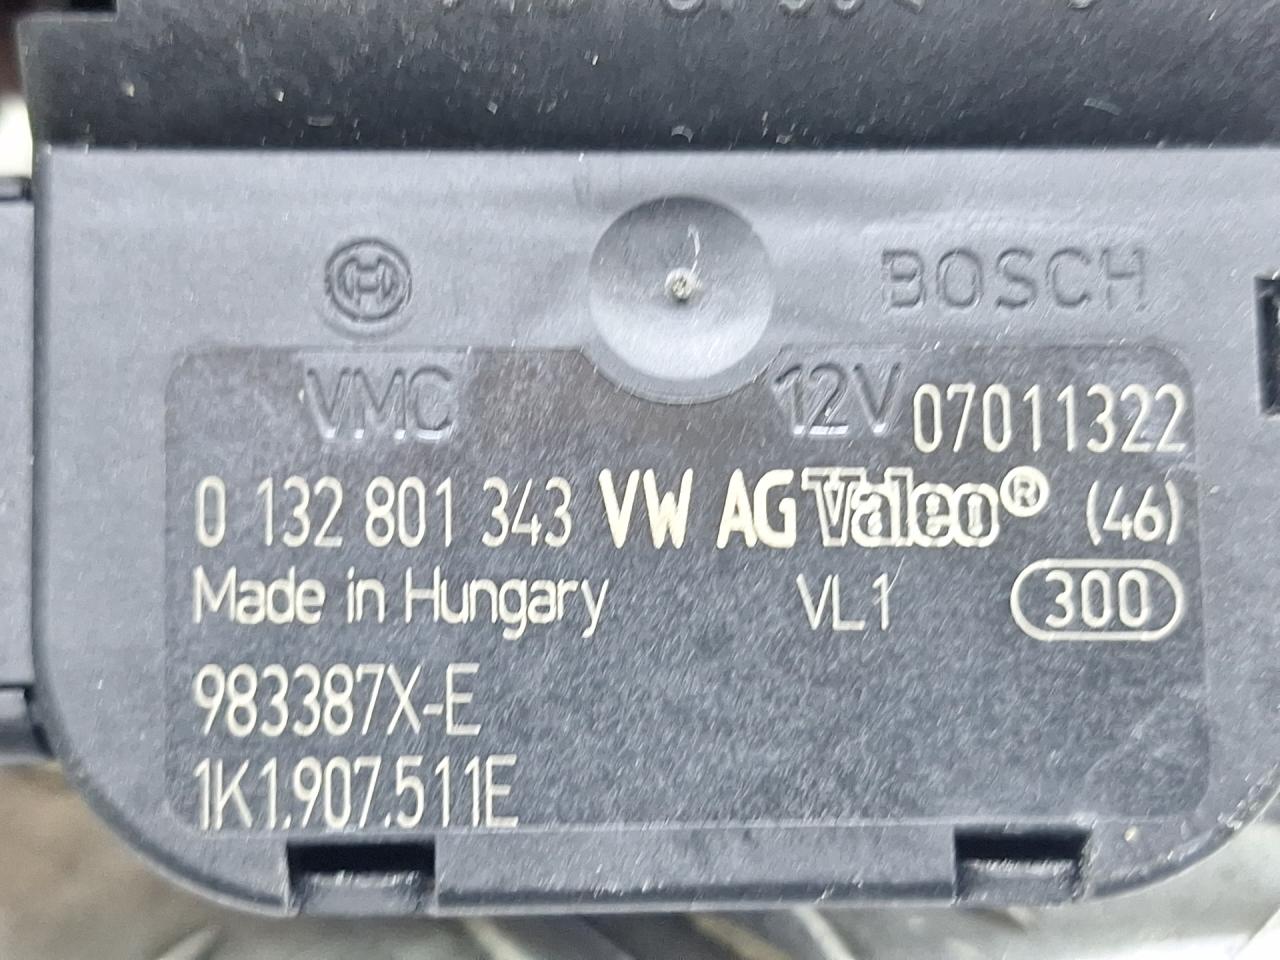 BOSCH
VMC 12V 07011322
0 132 801 343 VW AG Valeo® (46)
Made in Hungary VL1 300
983387X-E
1K1.907.511E